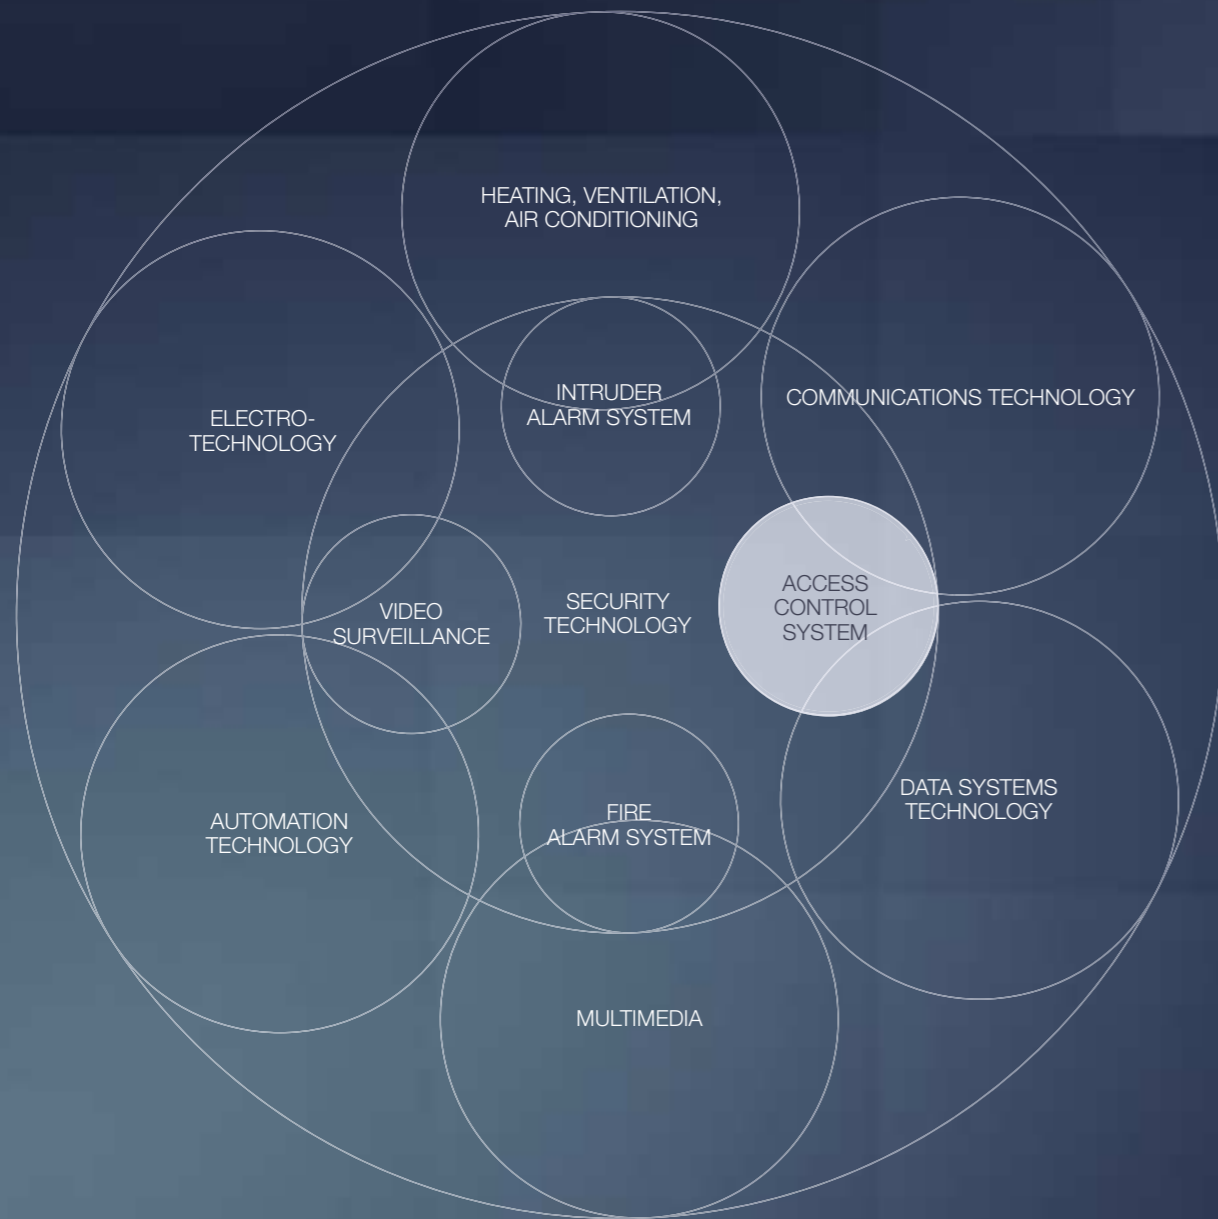 HEATING, VENTILATION,
AIR CONDITIONING
INTRUDER
ALARM SYSTEM
COMMUNICATIONS TECHNOLOGY
ELECTRO-
TECHNOLOGY
VIDEO
SURVEILLANCE
SECURITY
TECHNOLOGY
ACCESS
CONTROL
SYSTEM
AUTOMATION
TECHNOLOGY
FIRE
ALARM SYSTEM
DATA SYSTEMS
TECHNOLOGY
MULTIMEDIA